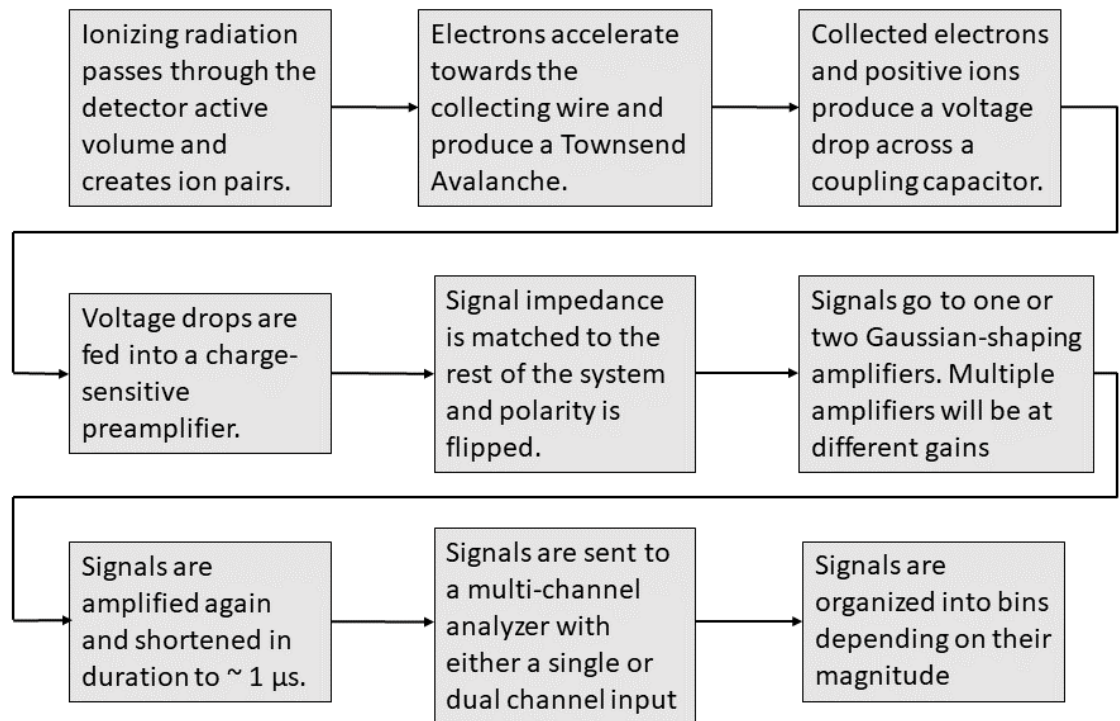 Ionizing radiation
passes through the
detector active
volume and
creates ion pairs.
Electrons accelerate
towards the
collecting wire and
produce a Townsend
Avalanche.
Collected electrons
and positive ions
produce a voltage
drop across a
coupling capacitor.
Voltage drops are
fed into a charge-
sensitive
preamplifier.
Signal impedance
is matched to the
rest of the system
and polarity is
flipped.
Signals go to one or
two Gaussian-shaping
amplifiers. Multiple
amplifiers will be at
different gains
Signals are
amplified again
and shortened in
duration to ~ 1 µs.
Signals are sent to
a multi-channel
analyzer with
either a single or
dual channel input
Signals are
organized into bins
depending on their
magnitude